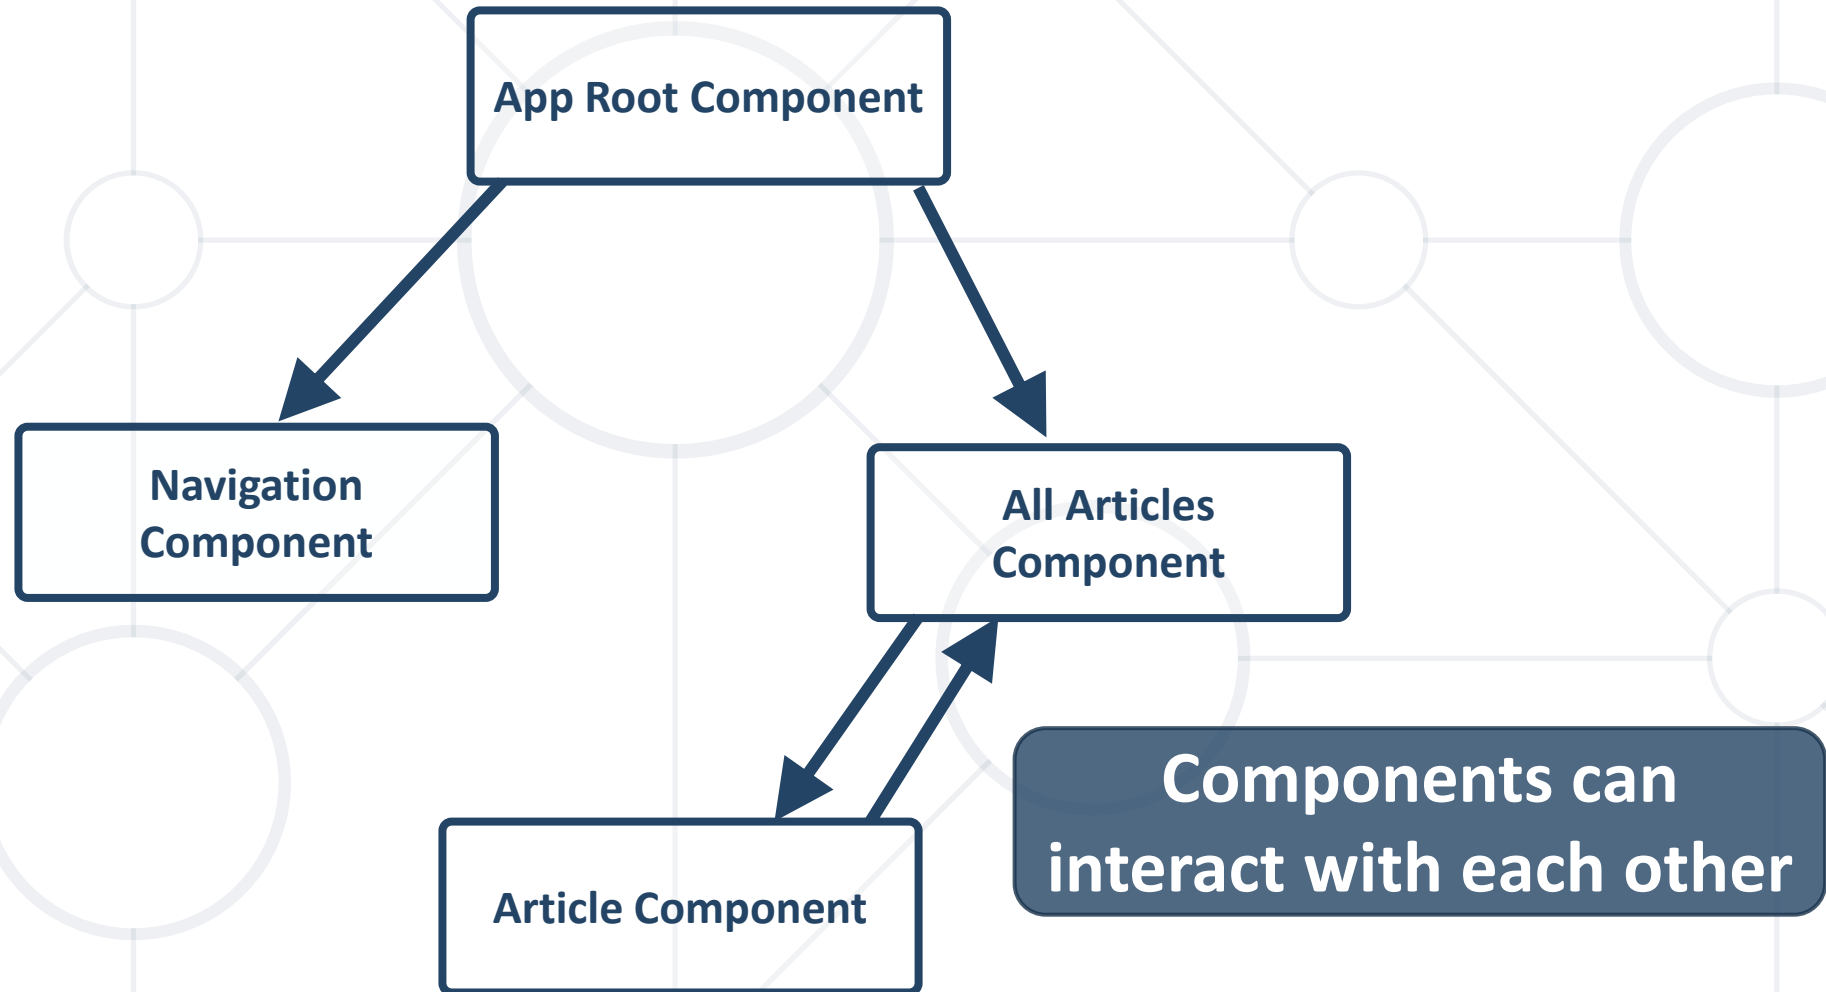 App Root Component
Navigation
Component
All Articles
Component
Article Component
Components can
interact with each other